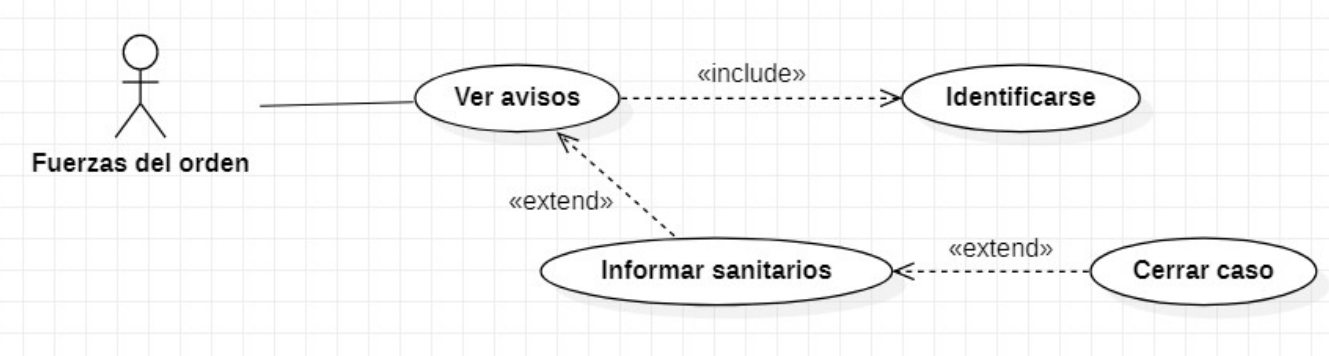 «include»
Ver avisos
Identificarse
Fuerzas del orden
«extend»
«extend»
Informar sanitarios
Cerrar caso